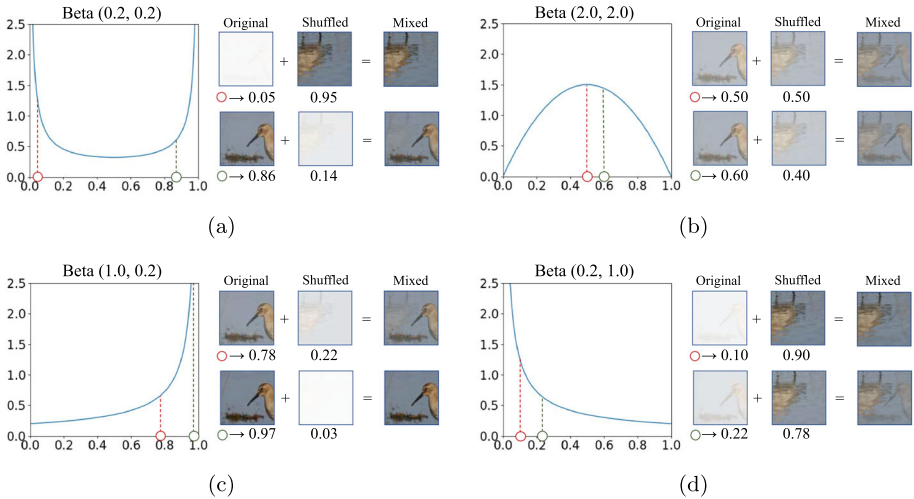 Beta (0.2, 0.2)
2.5
2.0
1.5
1.0
0.5
0.0
0.0 0.2 0.4 0.6 0.8 1.0
Original Shuffled Mixed
+ =
→ 0.05 0.95
+ =
→ 0.86 0.14
(a)
Beta (2.0, 2.0)
2.5
2.0
1.5
1.0
0.5
0.0
0.0 0.2 0.4 0.6 0.8 1.0
Original Shuffled Mixed
+ =
→ 0.50 0.50
+ =
→ 0.60 0.40
(b)
Beta (1.0, 0.2)
2.5
2.0
1.5
1.0
0.5
0.0
0.0 0.2 0.4 0.6 0.8 1.0
Original Shuffled Mixed
+ =
→ 0.78 0.22
+ =
→ 0.97 0.03
(c)
Beta (0.2, 1.0)
2.5
2.0
1.5
1.0
0.5
0.0
0.0 0.2 0.4 0.6 0.8 1.0
Original Shuffled Mixed
+ =
→ 0.10 0.90
+ =
→ 0.22 0.78
(d)